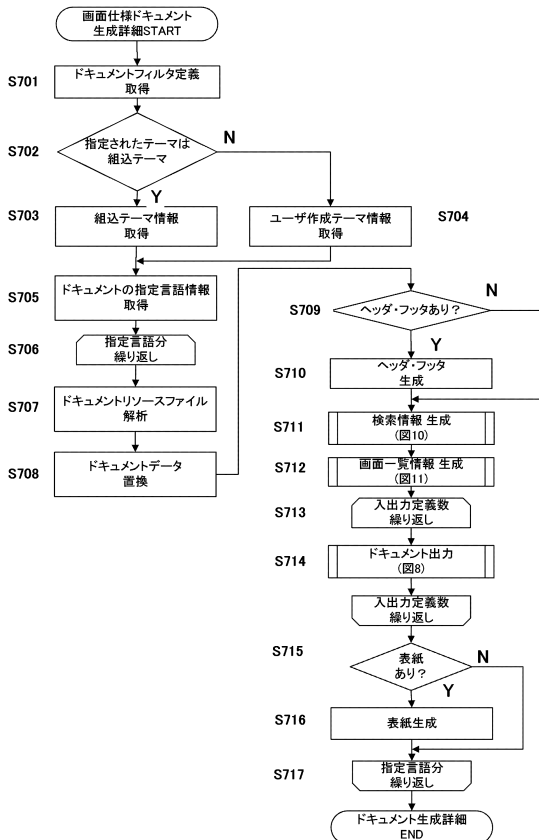 画面仕様ドキュメント
生成詳細START
S701
ドキュメントフィルタ定義
取得
S702
指定されたテーマは
組込テーマ
N
Y
S703
組込テーマ情報
取得
ユーザ作成テーマ情報
取得
S704
S705
ドキュメントの指定言語情報
取得
S706
指定言語分
繰り返し
S707
ドキュメントリソースファイル
解析
S708
ドキュメントデータ
置換
S709
ヘッダ・フッタあり?
N
Y
S710
ヘッダ・フッタ
生成
S711
検索情報 生成
(図10)
S712
画面一覧情報 生成
(図11)
S713
入出力定義数
繰り返し
S714
ドキュメント出力
(図8)
入出力定義数
繰り返し
S715
表紙
あり?
N
Y
S716
表紙生成
S717
指定言語分
繰り返し
ドキュメント生成詳細
END